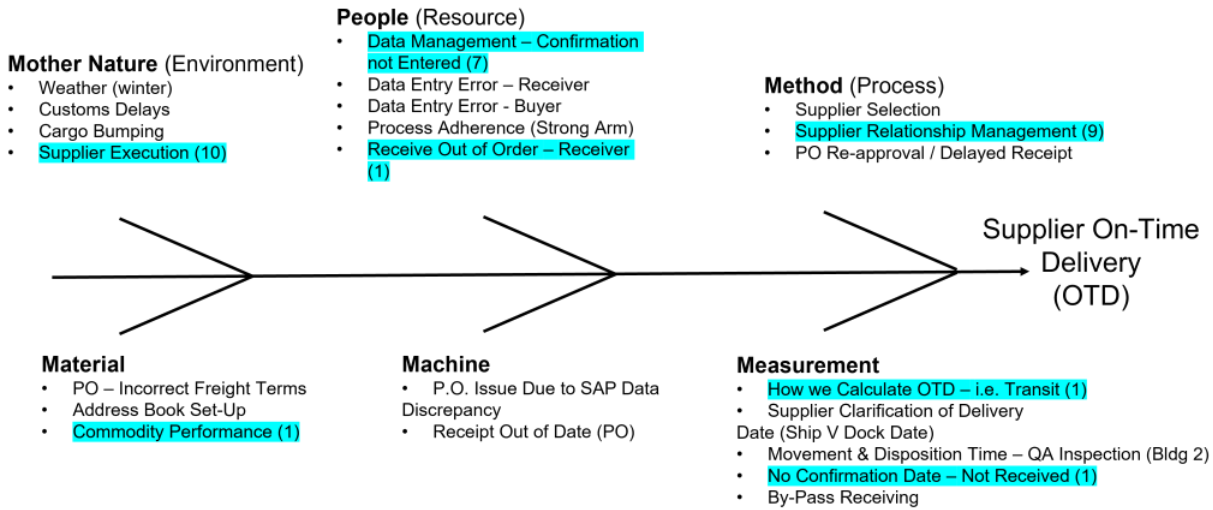 People (Resource)
• Data Management – Confirmation
not Entered (7)
• Data Entry Error – Receiver
• Data Entry Error - Buyer
• Process Adherence (Strong Arm)
• Receive Out of Order – Receiver
(1)
Mother Nature (Environment)
• Weather (winter)
• Customs Delays
• Cargo Bumping
• Supplier Execution (10)
Method (Process)
• Supplier Selection
• Supplier Relationship Management (9)
• PO Re-approval / Delayed Receipt
Supplier On-Time
Delivery
(OTD)
Material
• PO – Incorrect Freight Terms
• Address Book Set-Up
• Commodity Performance (1)
Machine
• P.O. Issue Due to SAP Data
Discrepancy
• Receipt Out of Date (PO)
Measurement
• How we Calculate OTD – i.e. Transit (1)
• Supplier Clarification of Delivery
Date (Ship V Dock Date)
• Movement & Disposition Time – QA Inspection (Bldg 2)
• No Confirmation Date – Not Received (1)
• By-Pass Receiving